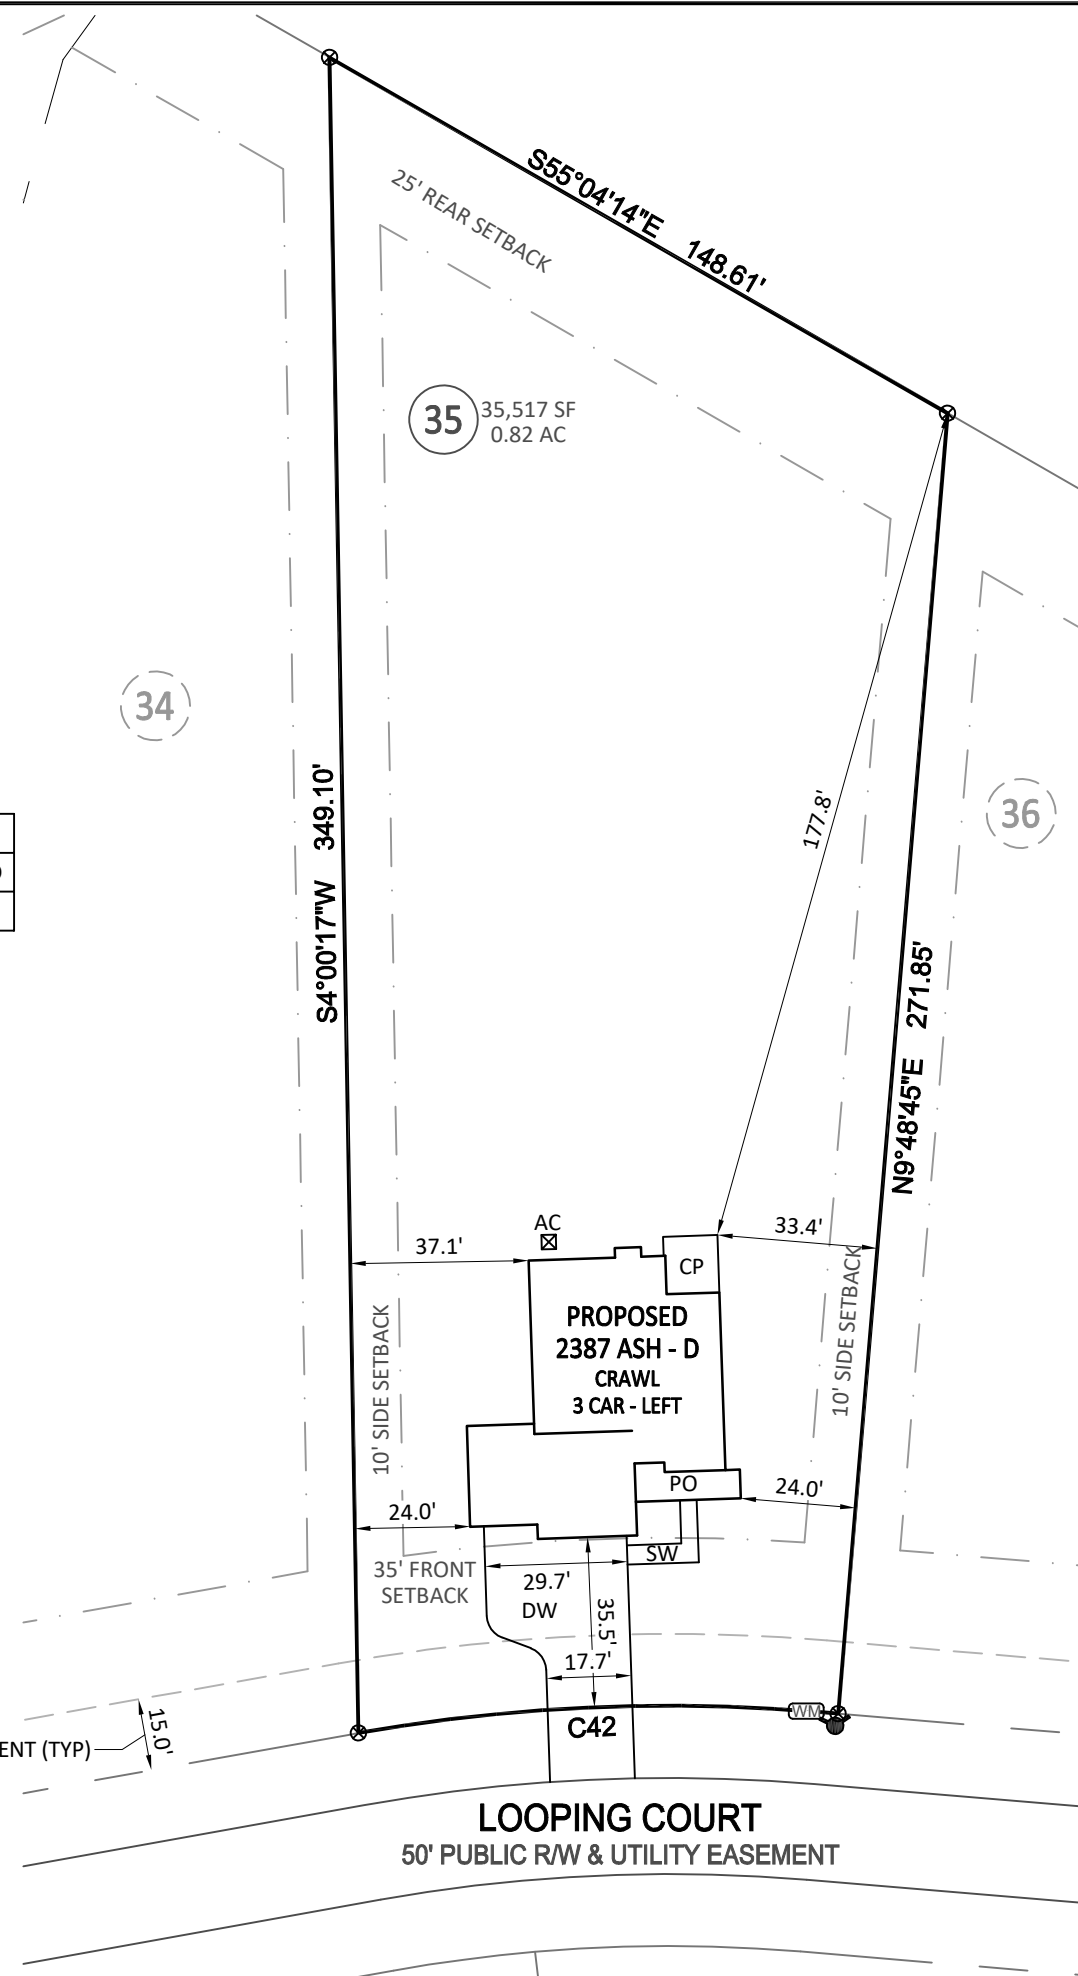 S55°04'14"E 148.61'
25' REAR SETBACK
35
35,517 SF
0.82 AC
34
36
177.8'
S4°00'17"W 349.10'
N9°48'45"E 271.85'
AC
37.1'
33.4'
CP
PROPOSED
2387 ASH - D
CRAWL
3 CAR - LEFT
10' SIDE SETBACK
10' SIDE SETBACK
PO
24.0'
24.0'
SW
35' FRONT
SETBACK
29.7'
DW
35.5'
17.7'
WM
C42
15.0'
ENT (TYP)
LOOPING COURT
50' PUBLIC R/W & UTILITY EASEMENT